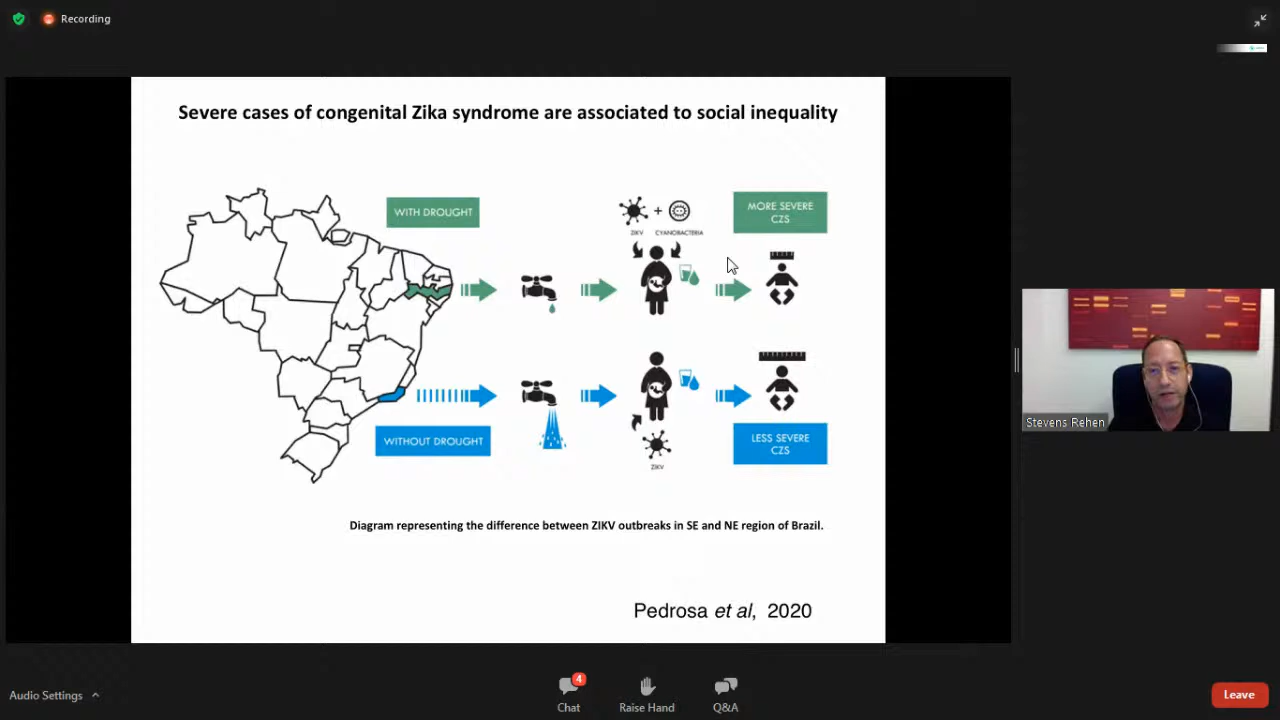 Recording
Severe cases of congenital Zika syndrome are associated to social inequality
WITH DROUGHT
ZIKV + CYANOBACTERIA
MORE SEVERE
CZS
WITHOUT DROUGHT
ZIKV
LESS SEVERE
CZS
Diagram representing the difference between ZIKV outbreaks in SE and NE region of Brazil.
Pedrosa et al, 2020
Stevens Rehen
Audio Settings
4
Chat
Raise Hand
Q&A
Leave